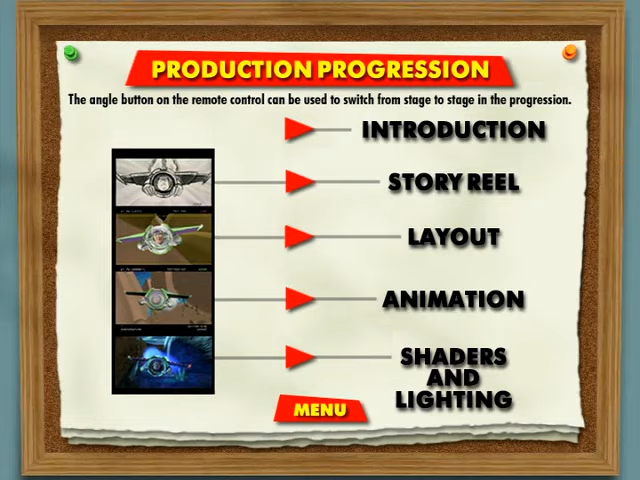 PRODUCTION PROGRESSION
The angle button on the remote control can be used to switch from stage to stage in the progression.
INTRODUCTION
STORY REEL
LAYOUT
ANIMATION
SHADERS
AND
LIGHTING
MENU